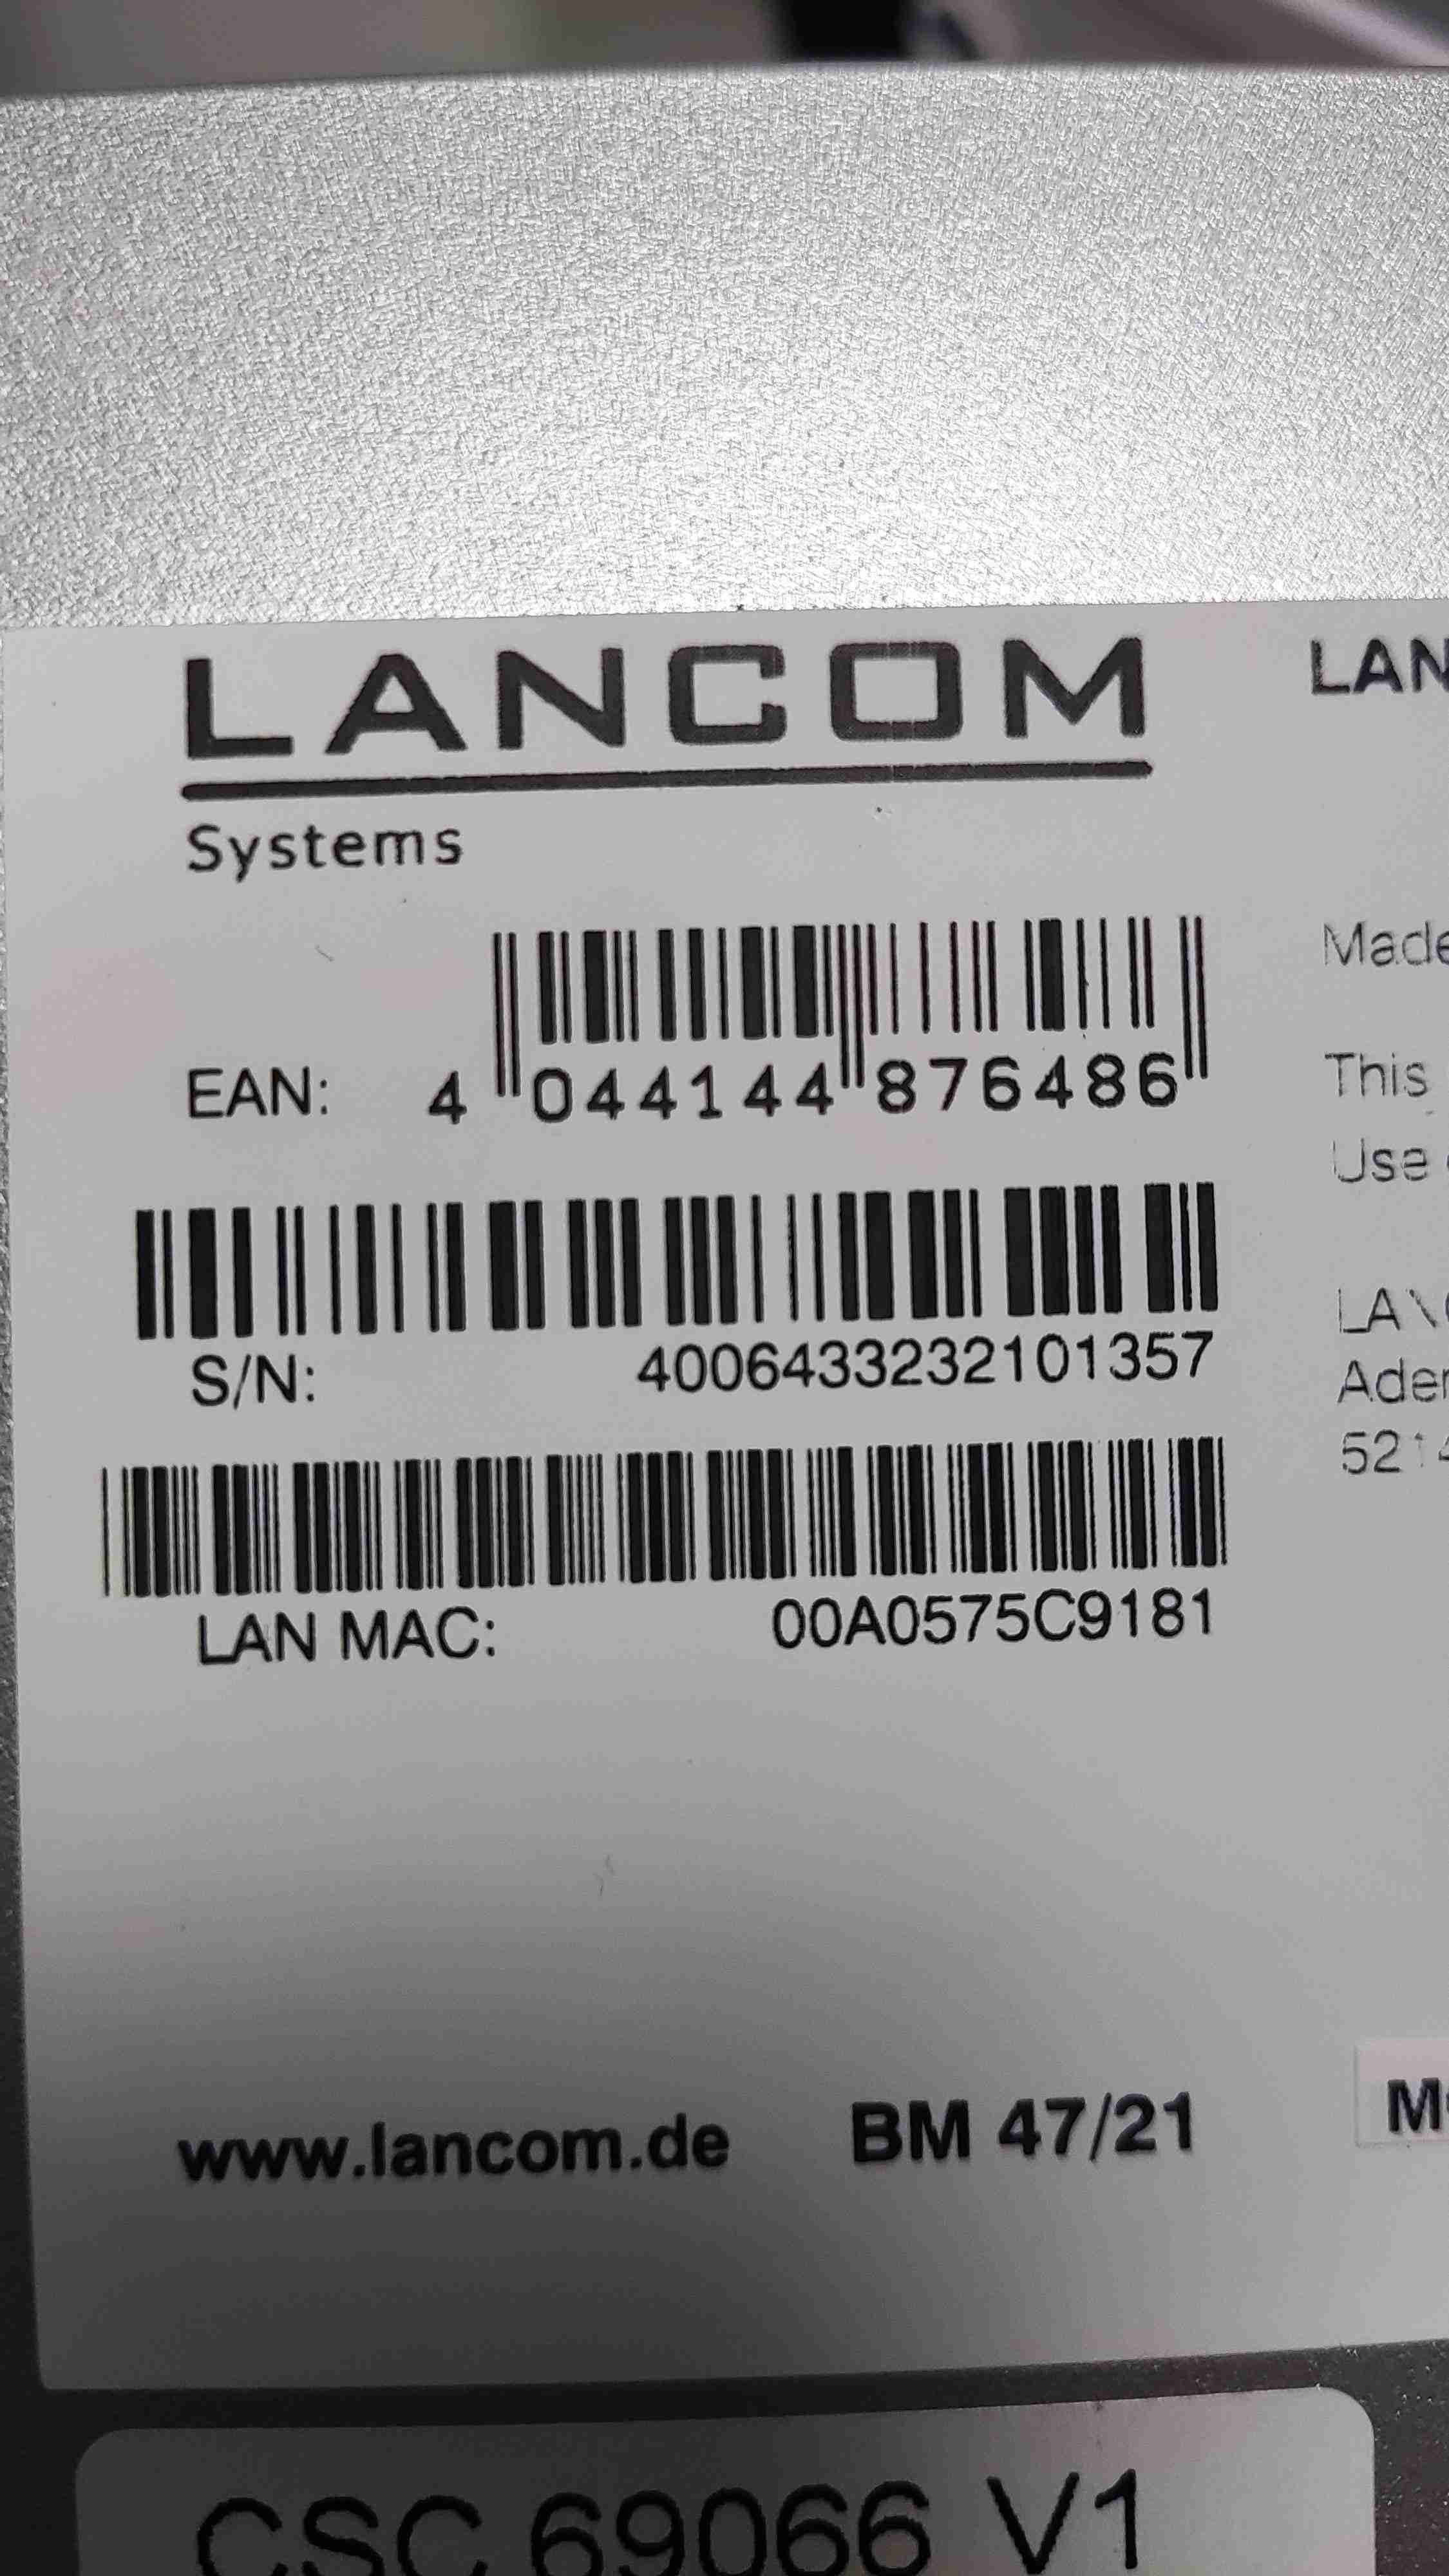 LANCOM
Systems
EAN: 4 044144 876486
S/N: 4006433232101357
LAN MAC: 00A0575C9181
www.lancom.de BM 47/21
CSC 69066 V1
LAN
Made
This
Use